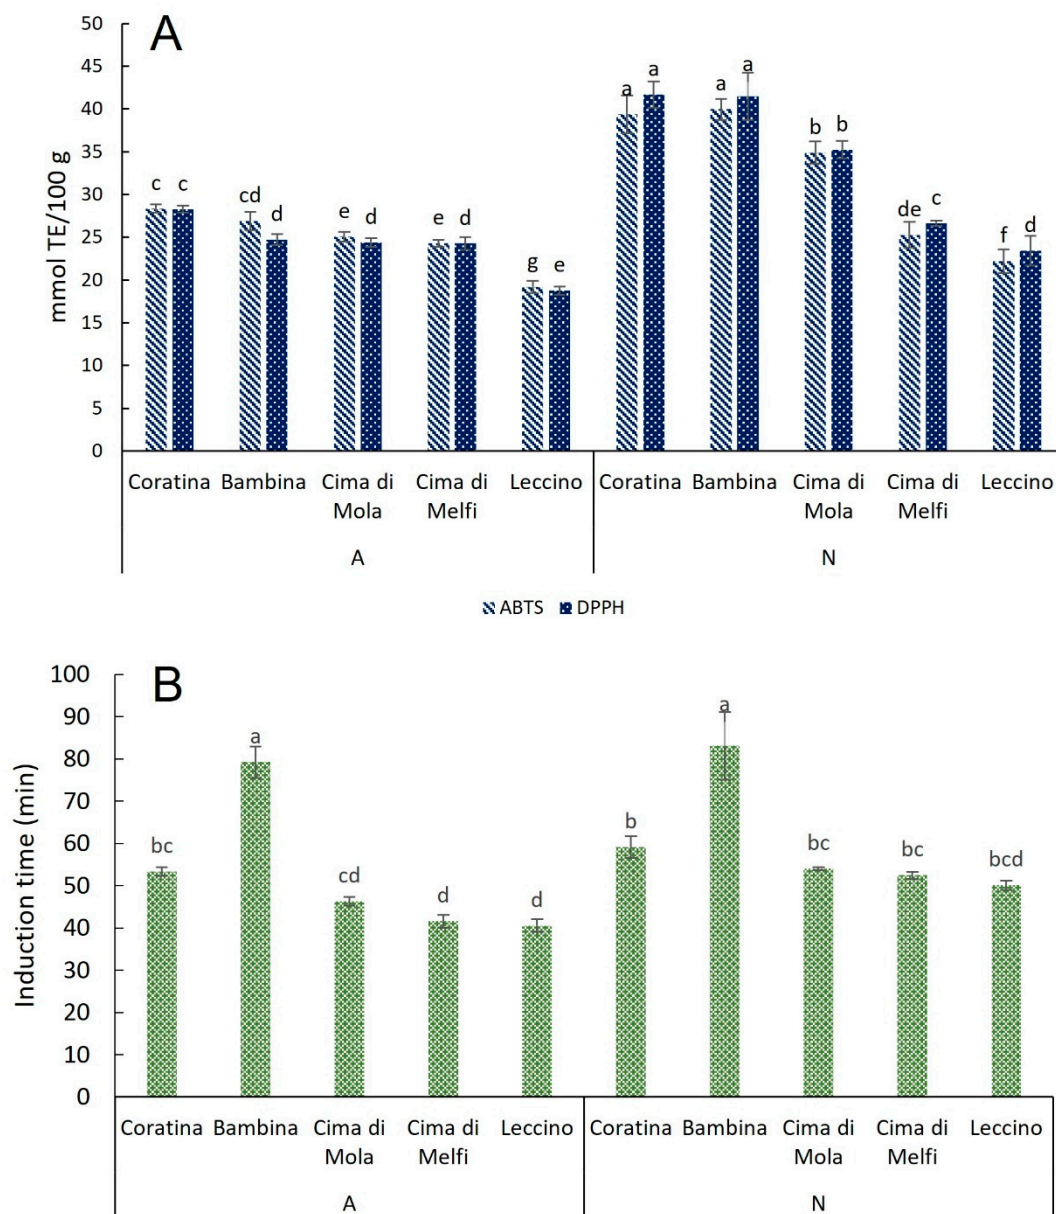 A
50
45
40
35
30
25
20
15
10
5
0
mmol TE/100 g
c c cd d e d e d g e a a a a b b de c f d
Coratina Bambina Cima di Mola Cima di Melfi Leccino Coratina Bambina Cima di Mola Cima di Melfi Leccino
A N
ABTS DPPH
B
100
90
80
70
60
50
40
30
20
10
0
Induction time (min)
bc a cd d d b a bc bc bcd
Coratina Bambina Cima di Mola Cima di Melfi Leccino Coratina Bambina Cima di Mola Cima di Melfi Leccino
A N